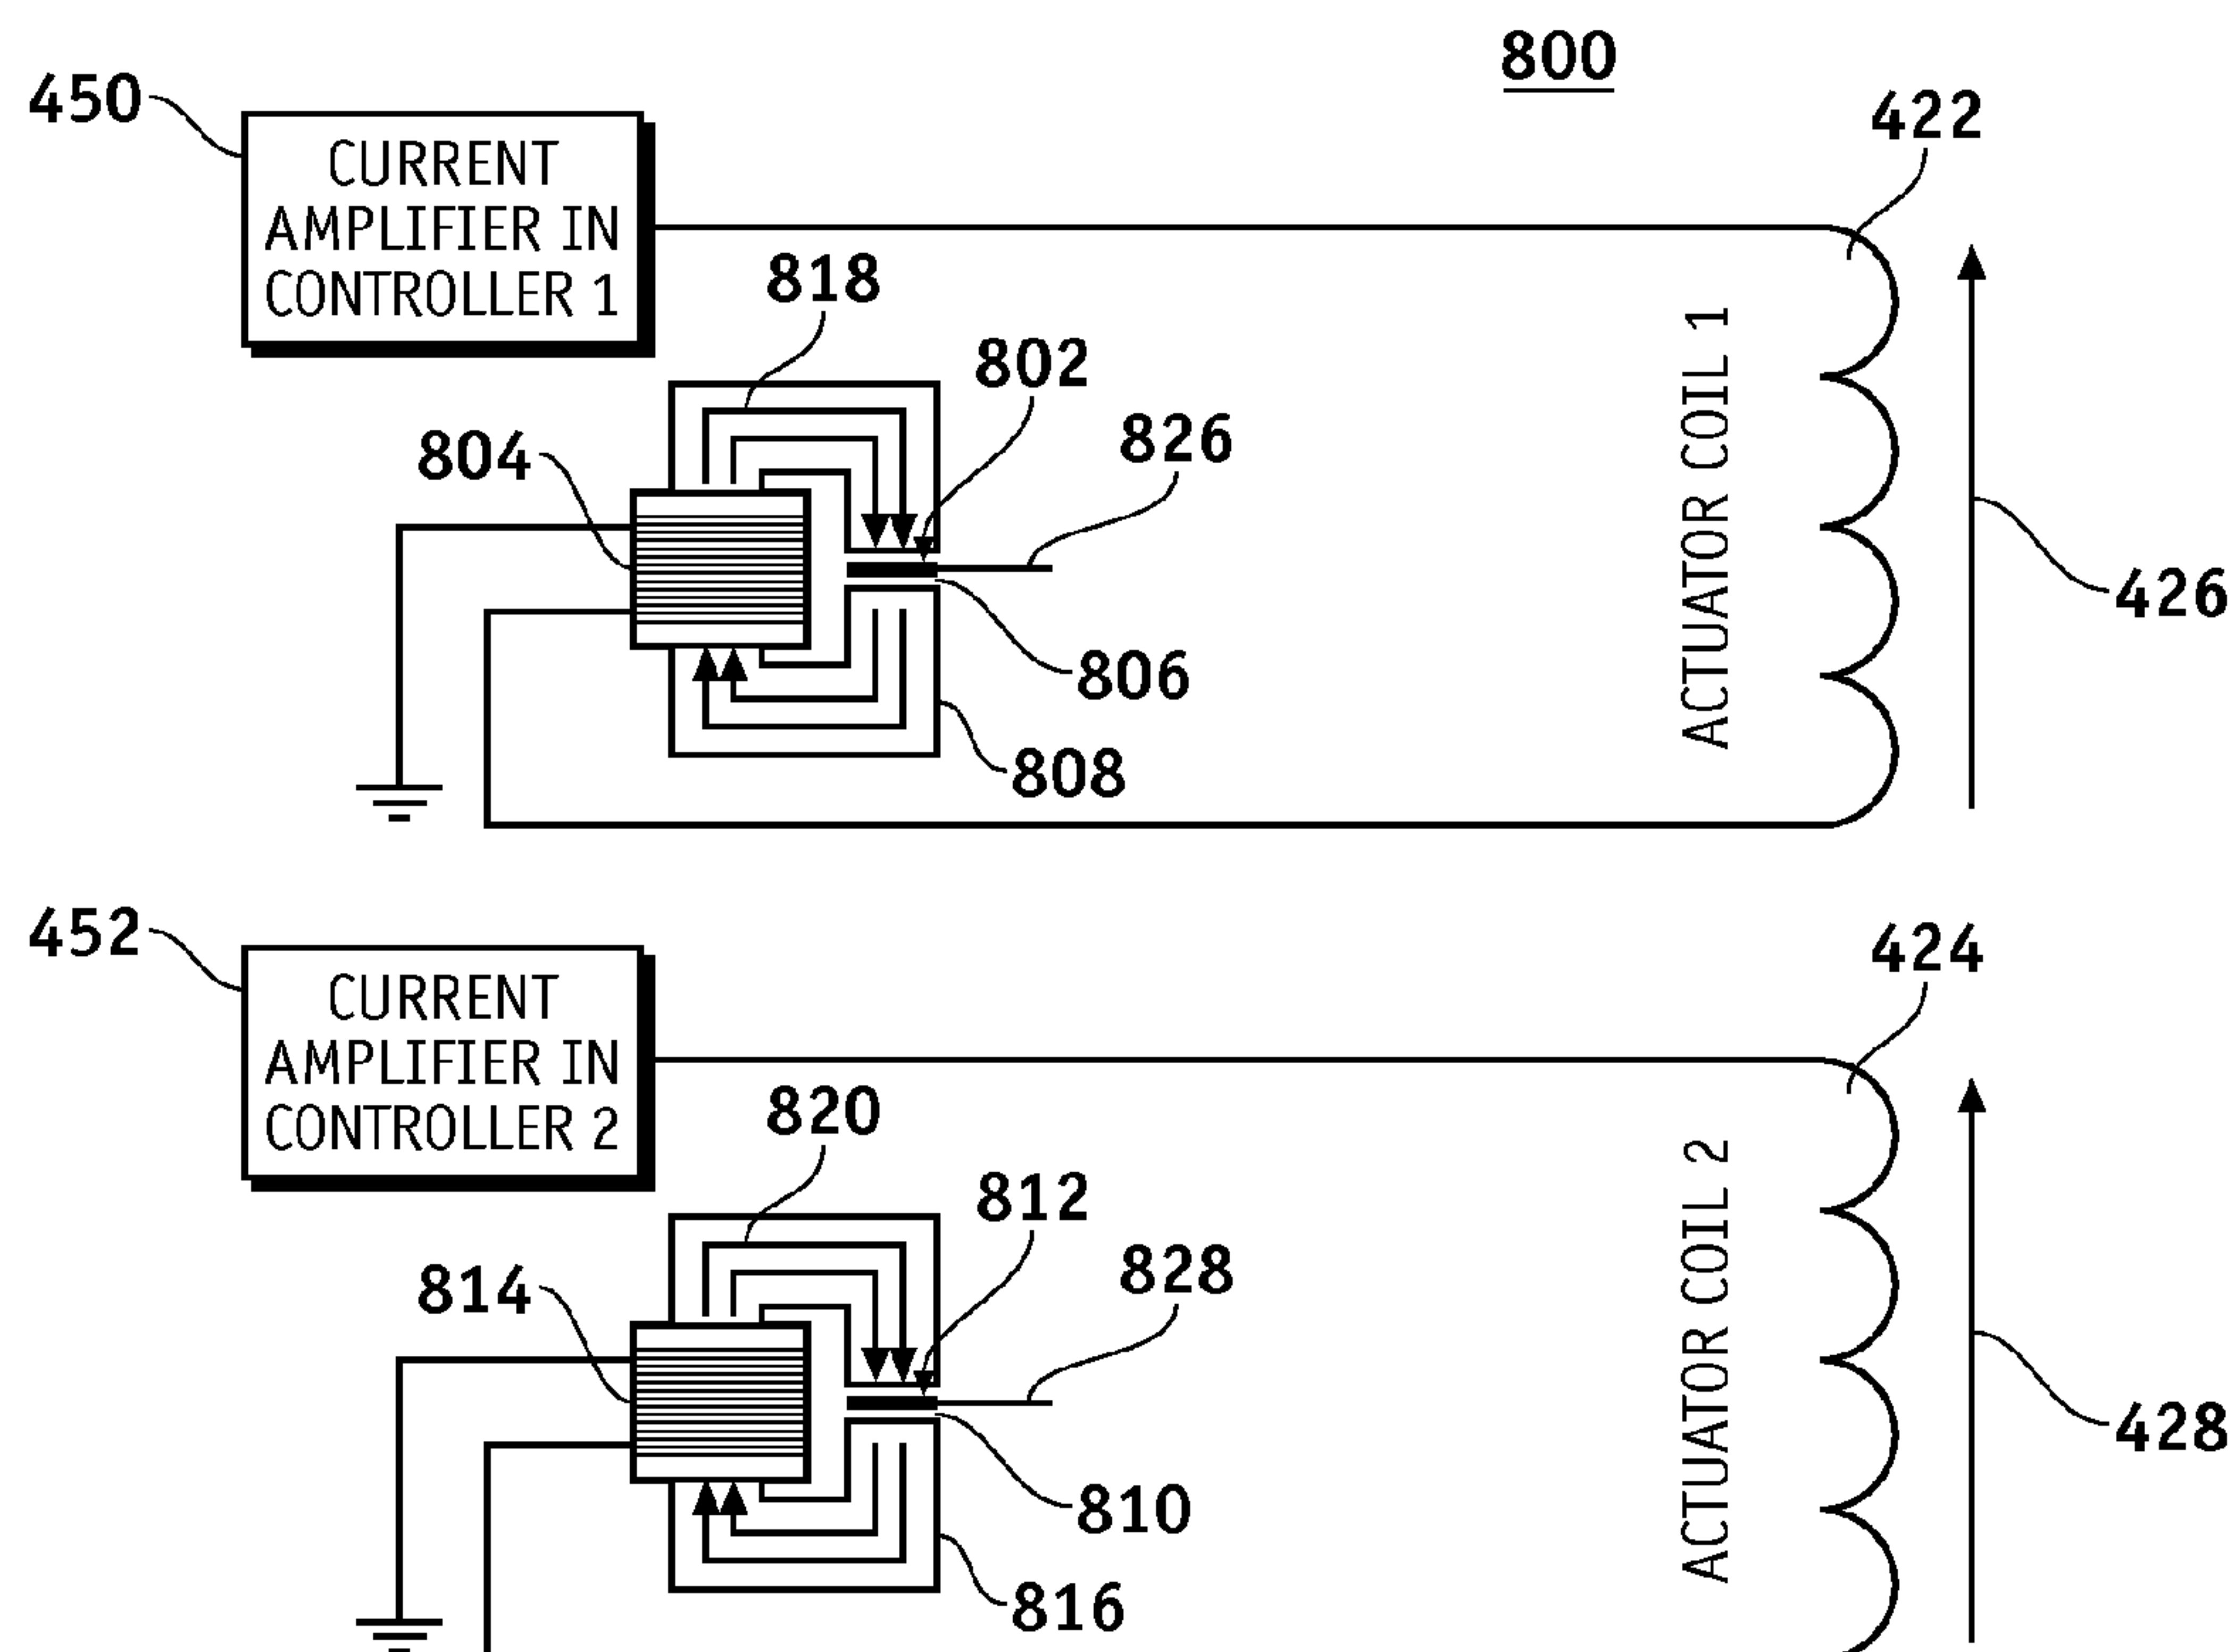 800
450
422
CURRENT
AMPLIFIER IN
CONTROLLER 1
818
802
826
804
ACTUATOR COIL 1
426
806
808
452
424
CURRENT
AMPLIFIER IN
CONTROLLER 2
820
812
828
814
ACTUATOR COIL 2
428
810
816